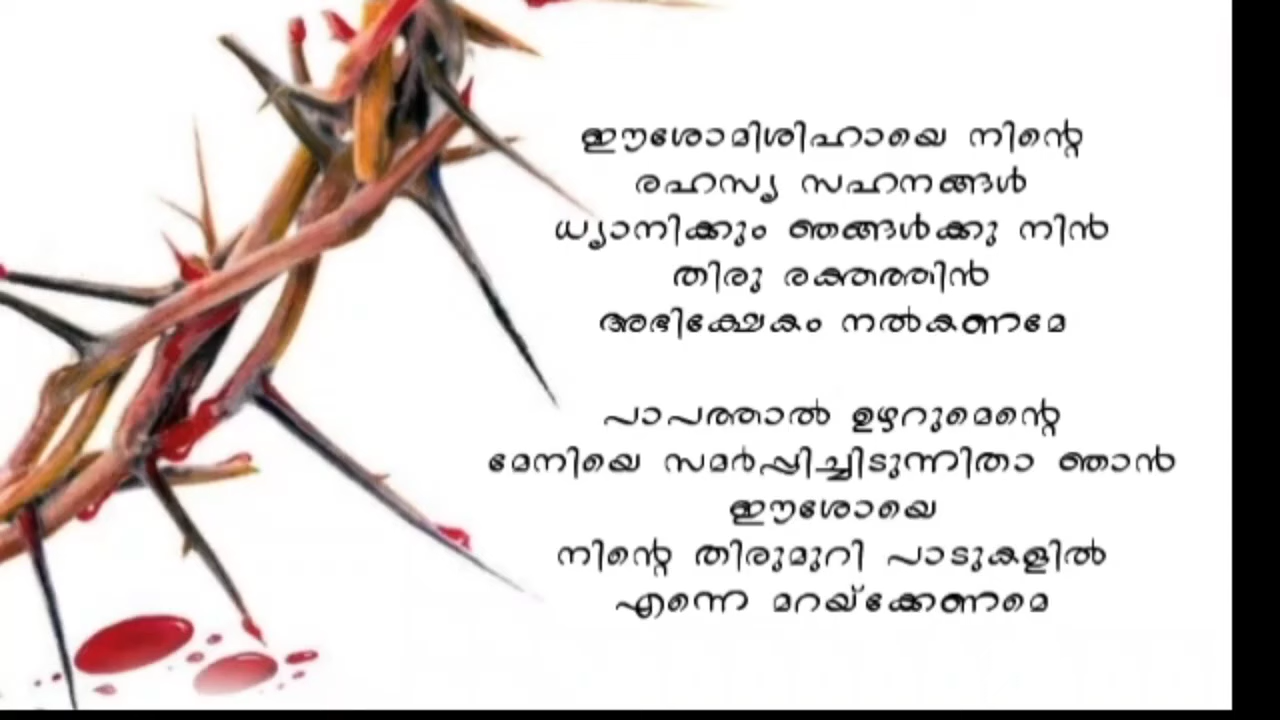 ഈശോമിശിഹായെ നിന്റെ
രഹസ്യ സഹനങ്ങൾ
ധ്യാനിക്കും ഞങ്ങൾക്കു നിൻ
തിരു രക്തത്തിൻ
അഭിക്ഷേകം നൽകണമേ
പാപത്താൽ ഉഴറുമെന്റെ
മേനിയെ സമർപ്പിച്ചിടുന്നിതാ ഞാൻ
ഈശോയെ
നിന്റെ തിരുമുറി പാടുകളിൽ
എന്നെ മറയ്ക്കേണമെ